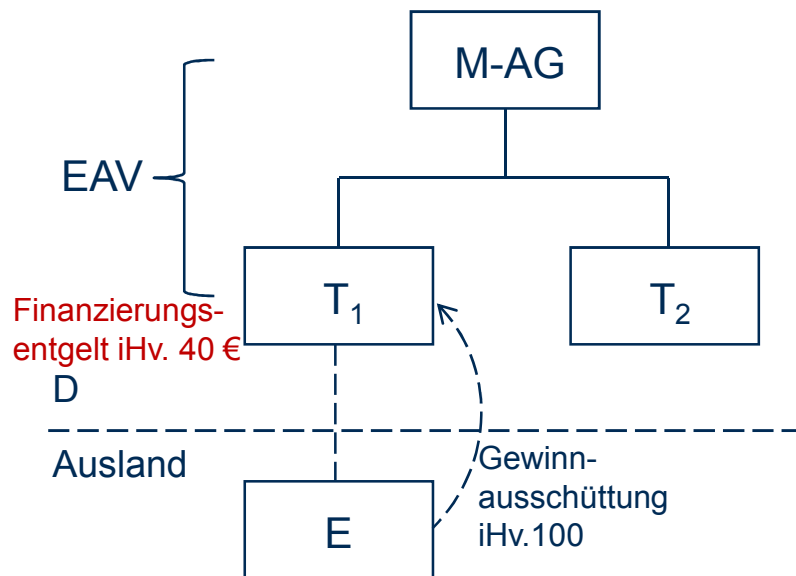 M-AG
EAV
T₁
T₂
Finanzierungs-
entgelt iHv. 40 €
D
Ausland
Gewinn-
ausschüttung
iHv.100
E